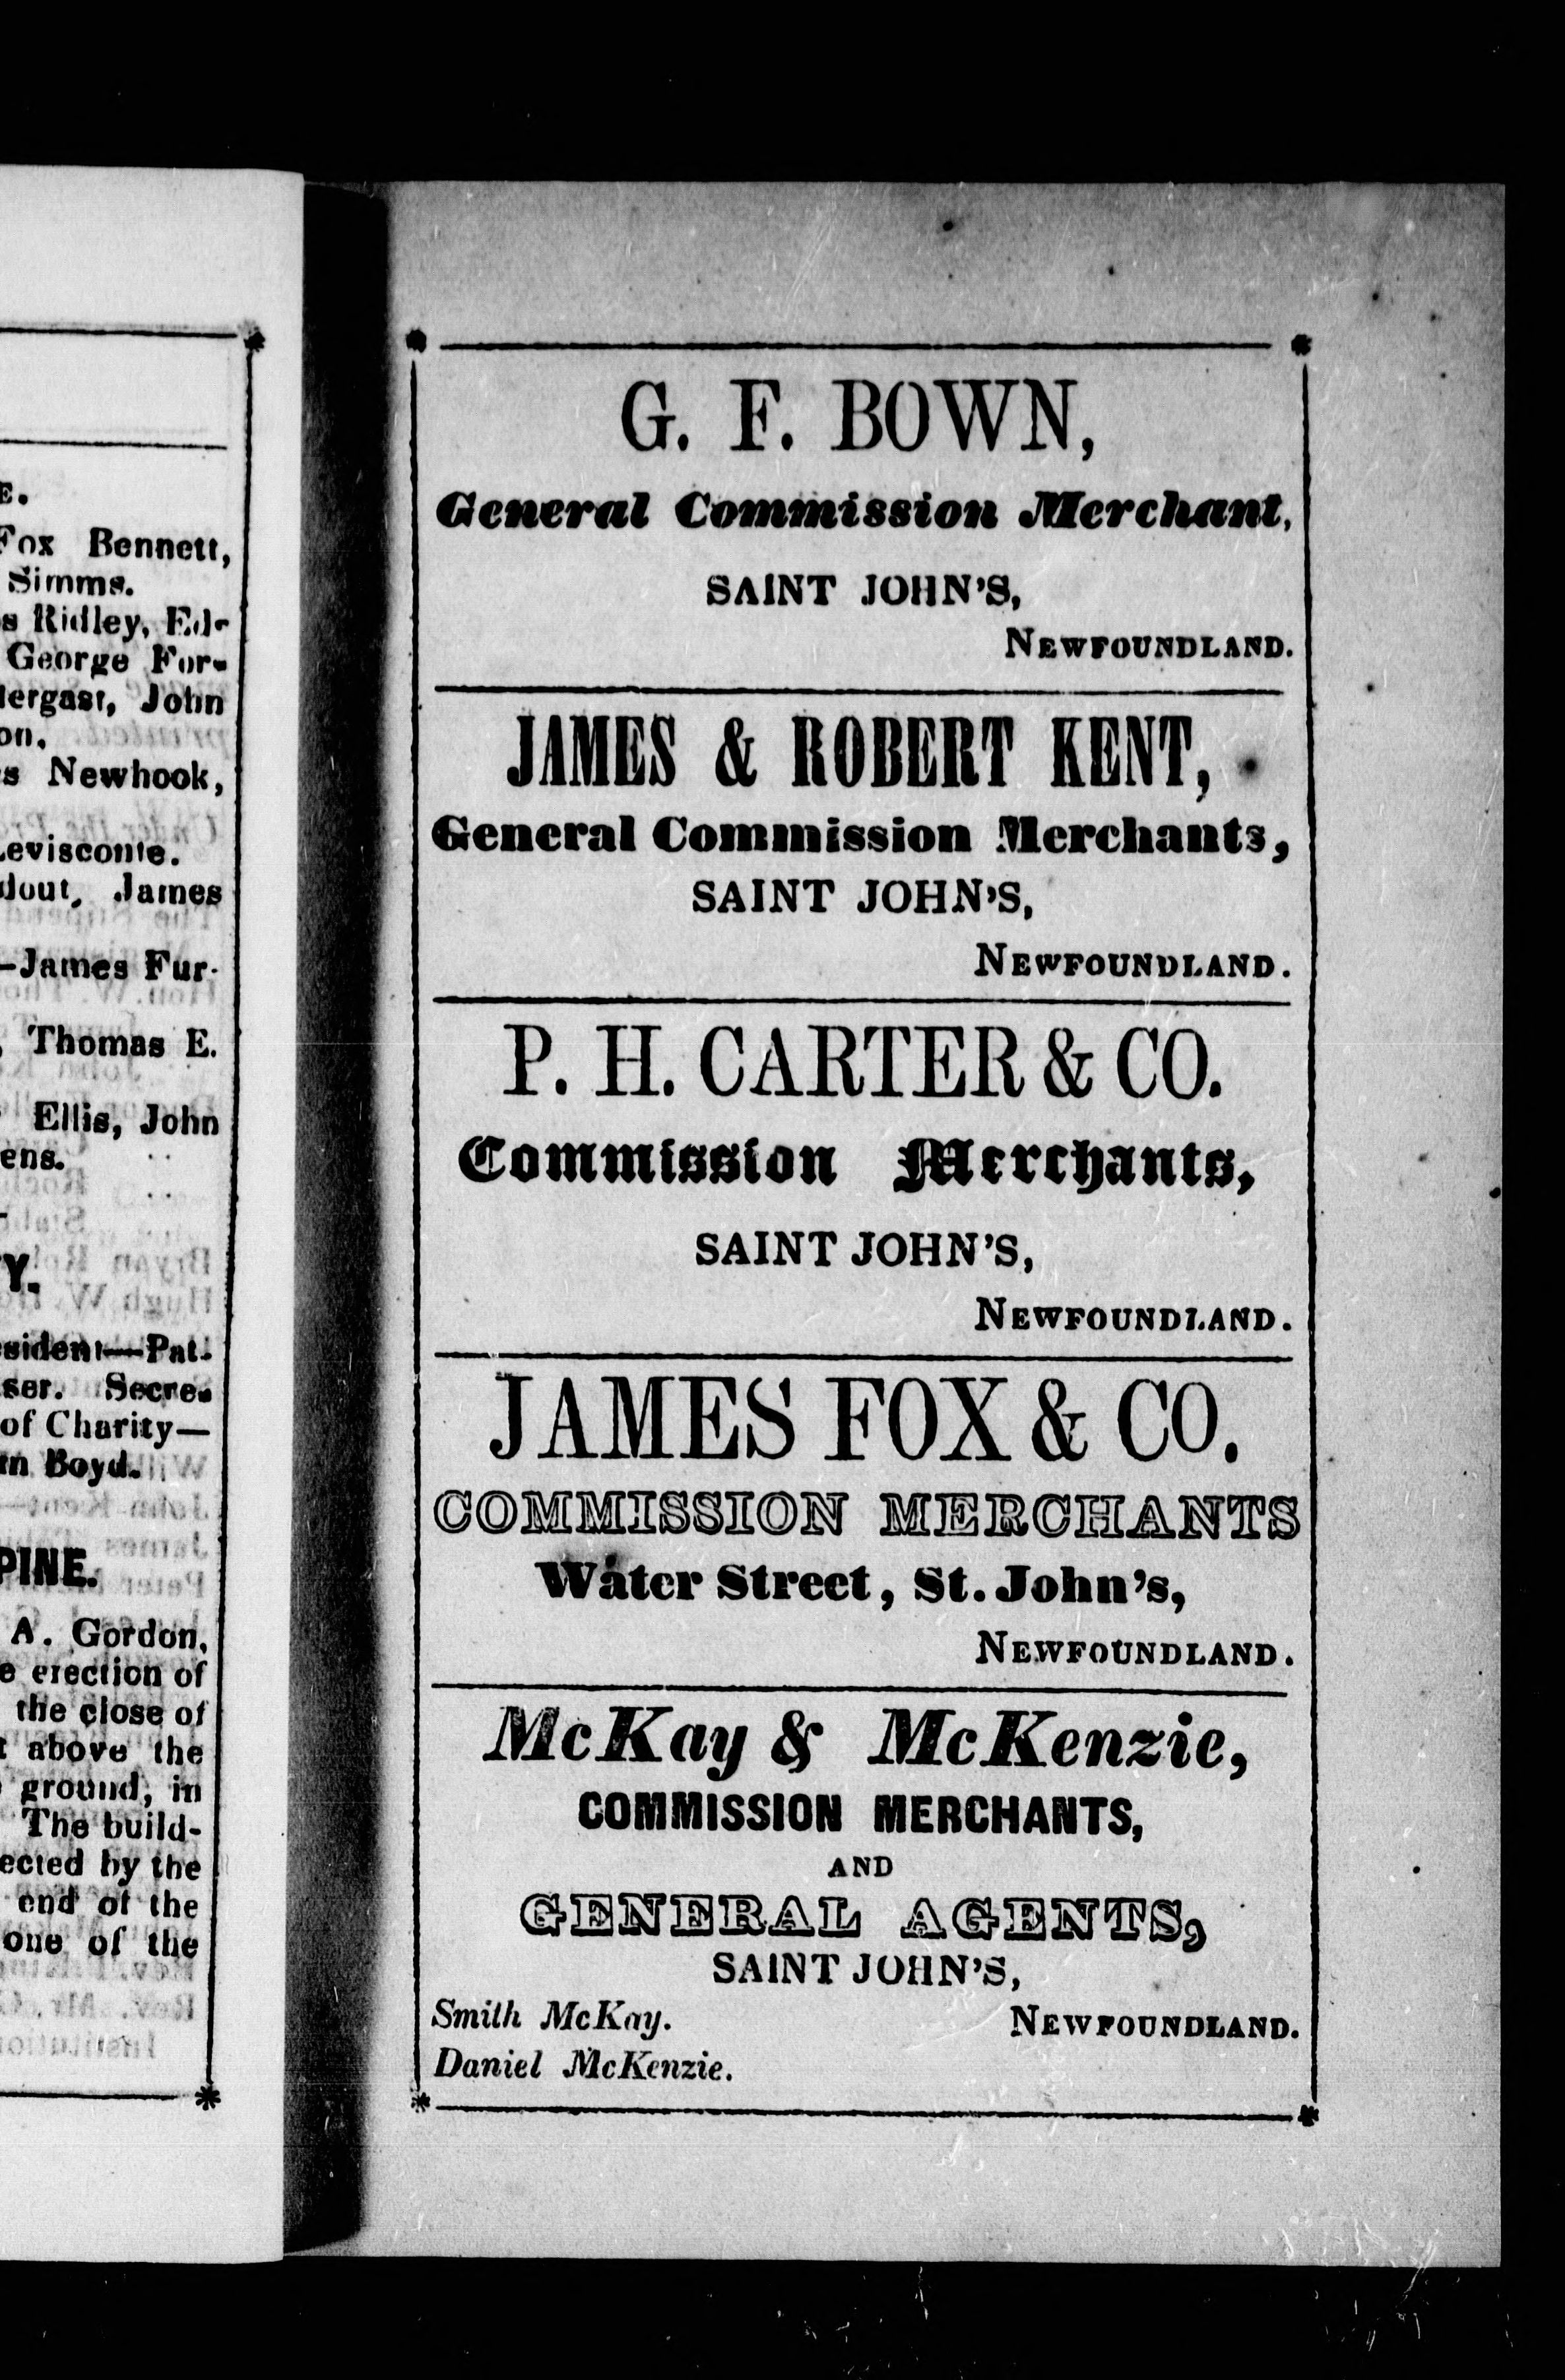 E.
Fox Bennett,
Simms.
s Ridley, Ed-
George For-
dergast, John
on.
s Newhook,
Levisconte.
dout, James
—James Fur-
, Thomas E.
Ellis, John
ens.
Y.
esident—Pat-
ser. Secre-
of Charity—
m Boyd.
PINE.
A. Gordon,
e erection of
the close of
t above the
ground, in
The build-
ected by the
end of the
one of the
G. F. BOWN,
General Commission Merchant,
SAINT JOHN'S,
NEWFOUNDLAND.
JAMES & ROBERT KENT,
General Commission Merchants,
SAINT JOHN'S,
NEWFOUNDLAND.
P. H. CARTER & CO.
Commission Merchants,
SAINT JOHN'S,
NEWFOUNDLAND.
JAMES FOX & CO.
COMMISSION MERCHANTS
Water Street, St. John's,
NEWFOUNDLAND.
McKay & McKenzie,
COMMISSION MERCHANTS,
AND
GENERAL AGENTS,
SAINT JOHN'S,
Smith McKay. NEWFOUNDLAND.
Daniel McKenzie.